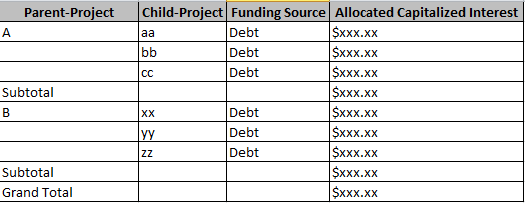 Parent-Project Child-Project Funding Source Allocated Capitalized Interest
A aa Debt $xxx.xx
bb Debt $xxx.xx
cc Debt $xxx.xx
Subtotal $xxx.xx
B xx Debt $xxx.xx
yy Debt $xxx.xx
zz Debt $xxx.xx
Subtotal $xxx.xx
Grand Total $xxx.xx